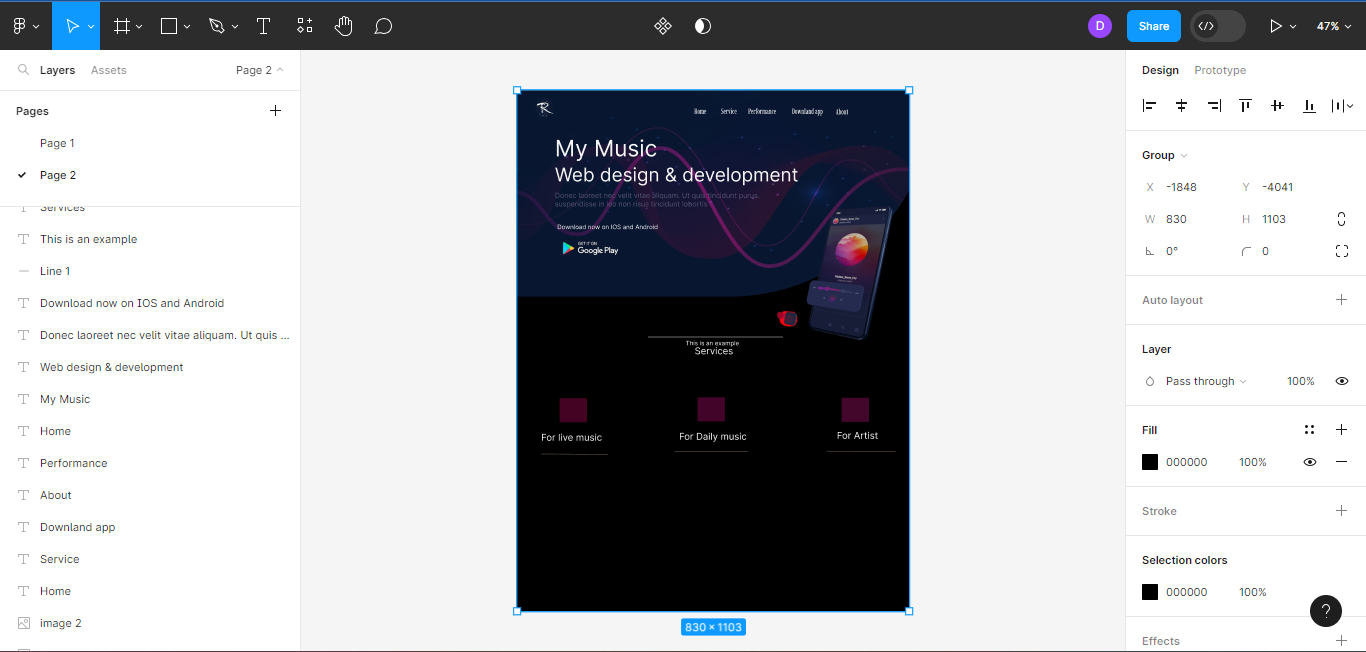 D
Share
47%
Layers
Assets
Page 2
Pages
Page 1
Page 2
Services
This is an example
Line 1
Download now on IOS and Android
Donec laoreet nec velit vitae aliquam. Ut quis ...
Web design & development
My Music
Home
Performance
About
Downland app
Service
Home
image 2
R
Home Service Performance Downland app About
My Music
Web design & development
Donec laoreet nec velit vitae aliquam. Ut quis tincidunt purus,
suspendisse in leo non risus tincidunt lobortis
Download now on IOS and Android
GET IT ON
Google Play
This is an example
Services
For live music
For Daily music
For Artist
830 × 1103
Design
Prototype
Group
X -1848
Y -4041
W 830
H 1103
0°
0
Auto layout
Layer
Pass through
100%
Fill
000000
100%
Stroke
Selection colors
000000
100%
Effects
?